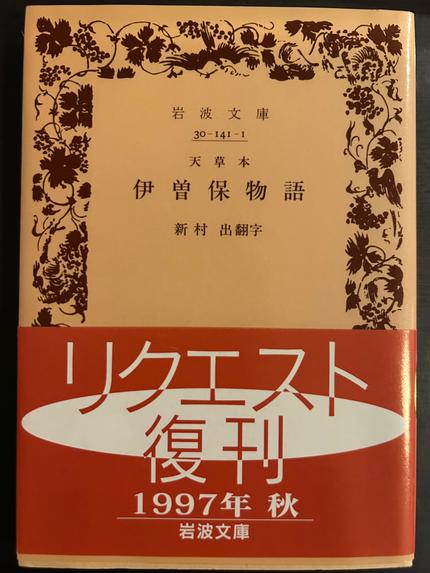 岩波文庫
30-141-1
天草本
伊曽保物語
新村 出翻字
リクエスト
復刊
1997年 秋
岩波文庫